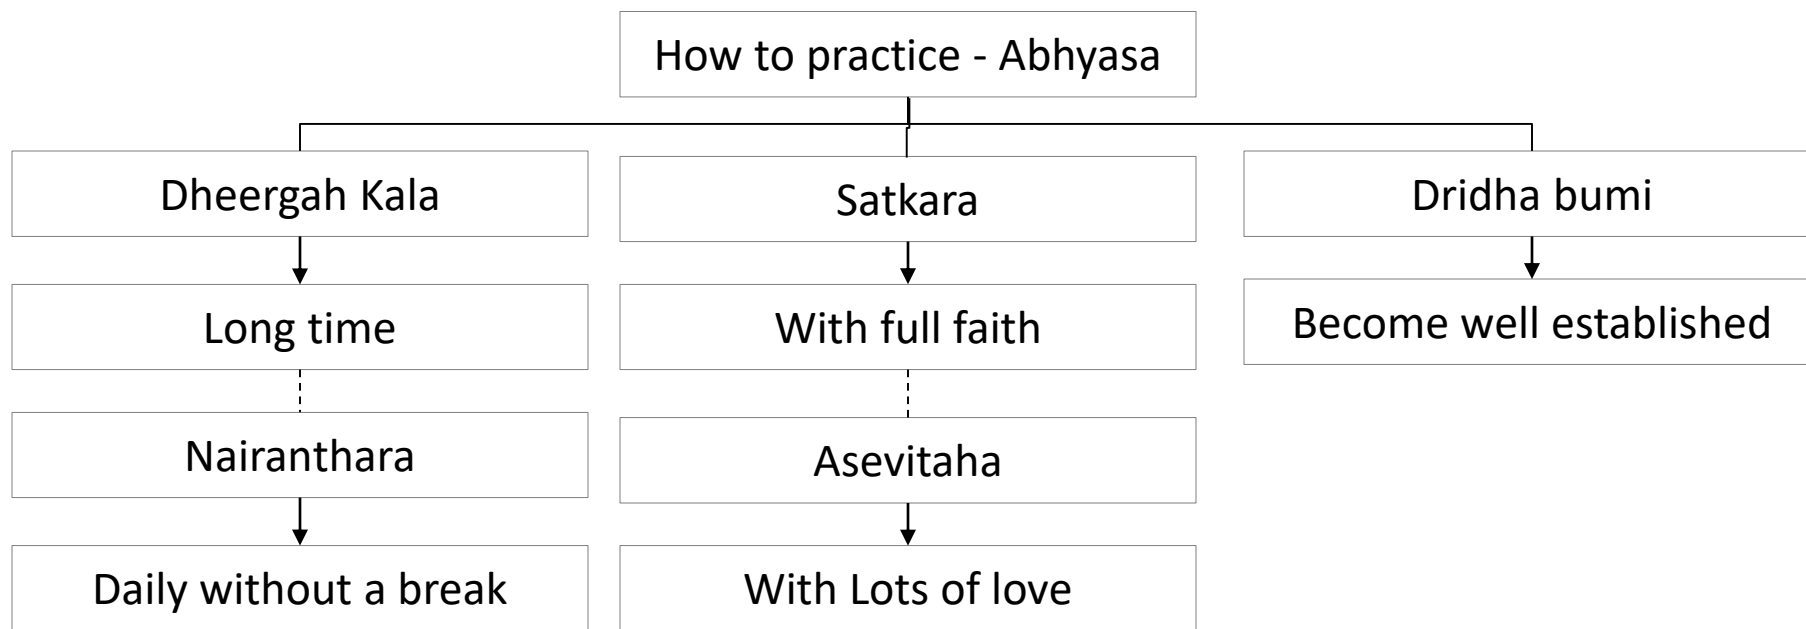 How to practice - Abhyasa
Dheergah Kala
Satkara
Dridha bumi
Long time
With full faith
Become well established
Nairanthara
Asevitaha
Daily without a break
With Lots of love